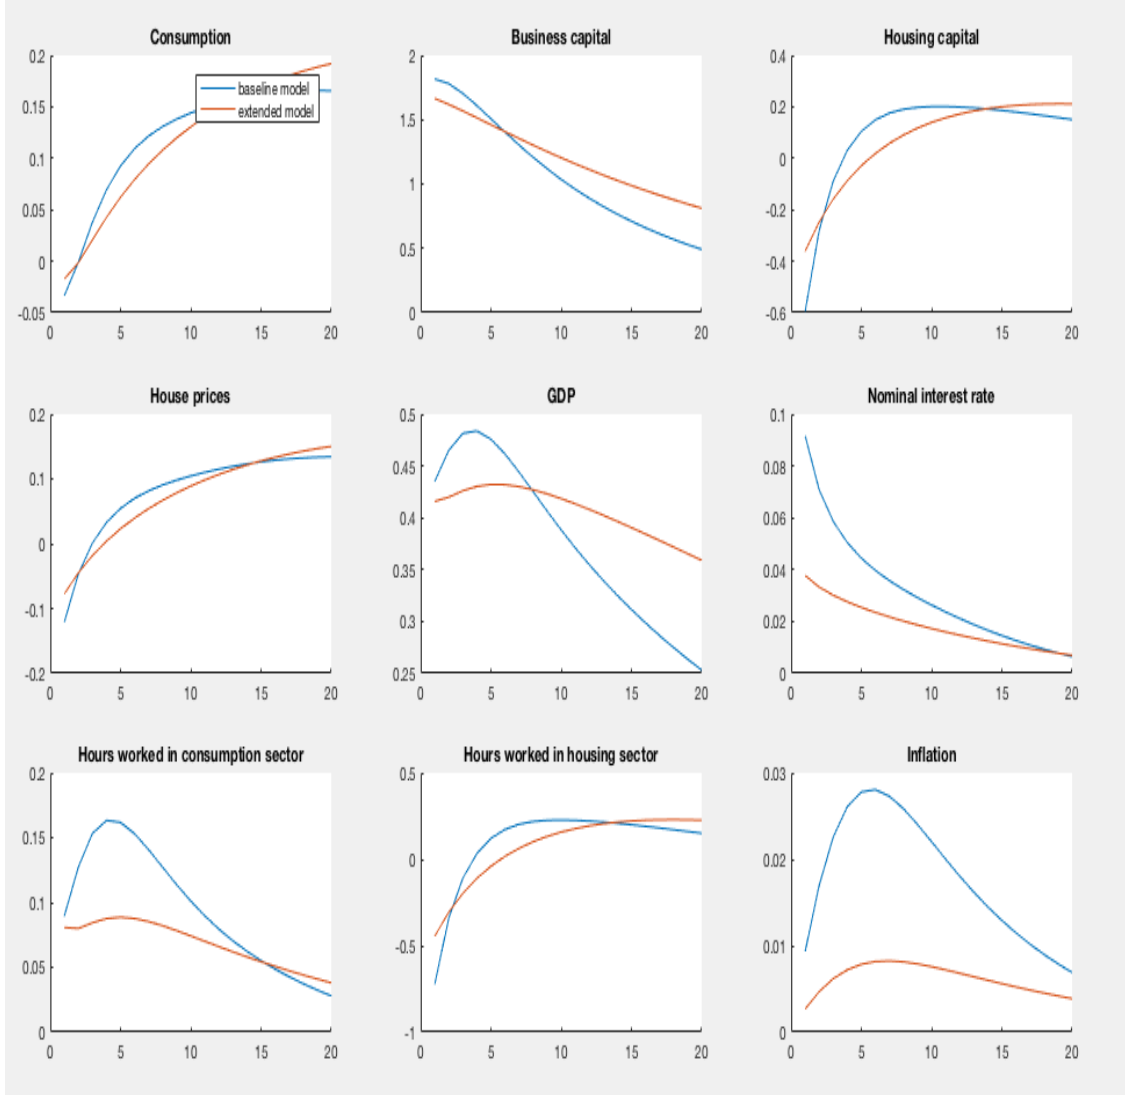 Consumption
0.2
0.15
0.1
0.05
0
-0.05
0 5 10 15 20
baseline model
extended model
Business capital
2
1.5
1
0.5
0
0 5 10 15 20
Housing capital
0.4
0.2
0
-0.2
-0.4
-0.6
0 5 10 15 20
House prices
0.2
0.1
0
-0.1
-0.2
0 5 10 15 20
GDP
0.5
0.45
0.4
0.35
0.3
0.25
0 5 10 15 20
Nominal interest rate
0.1
0.08
0.06
0.04
0.02
0
0 5 10 15 20
Hours worked in consumption sector
0.2
0.15
0.1
0.05
0
0 5 10 15 20
Hours worked in housing sector
0.5
0
-0.5
-1
0 5 10 15 20
Inflation
0.03
0.02
0.01
0
0 5 10 15 20